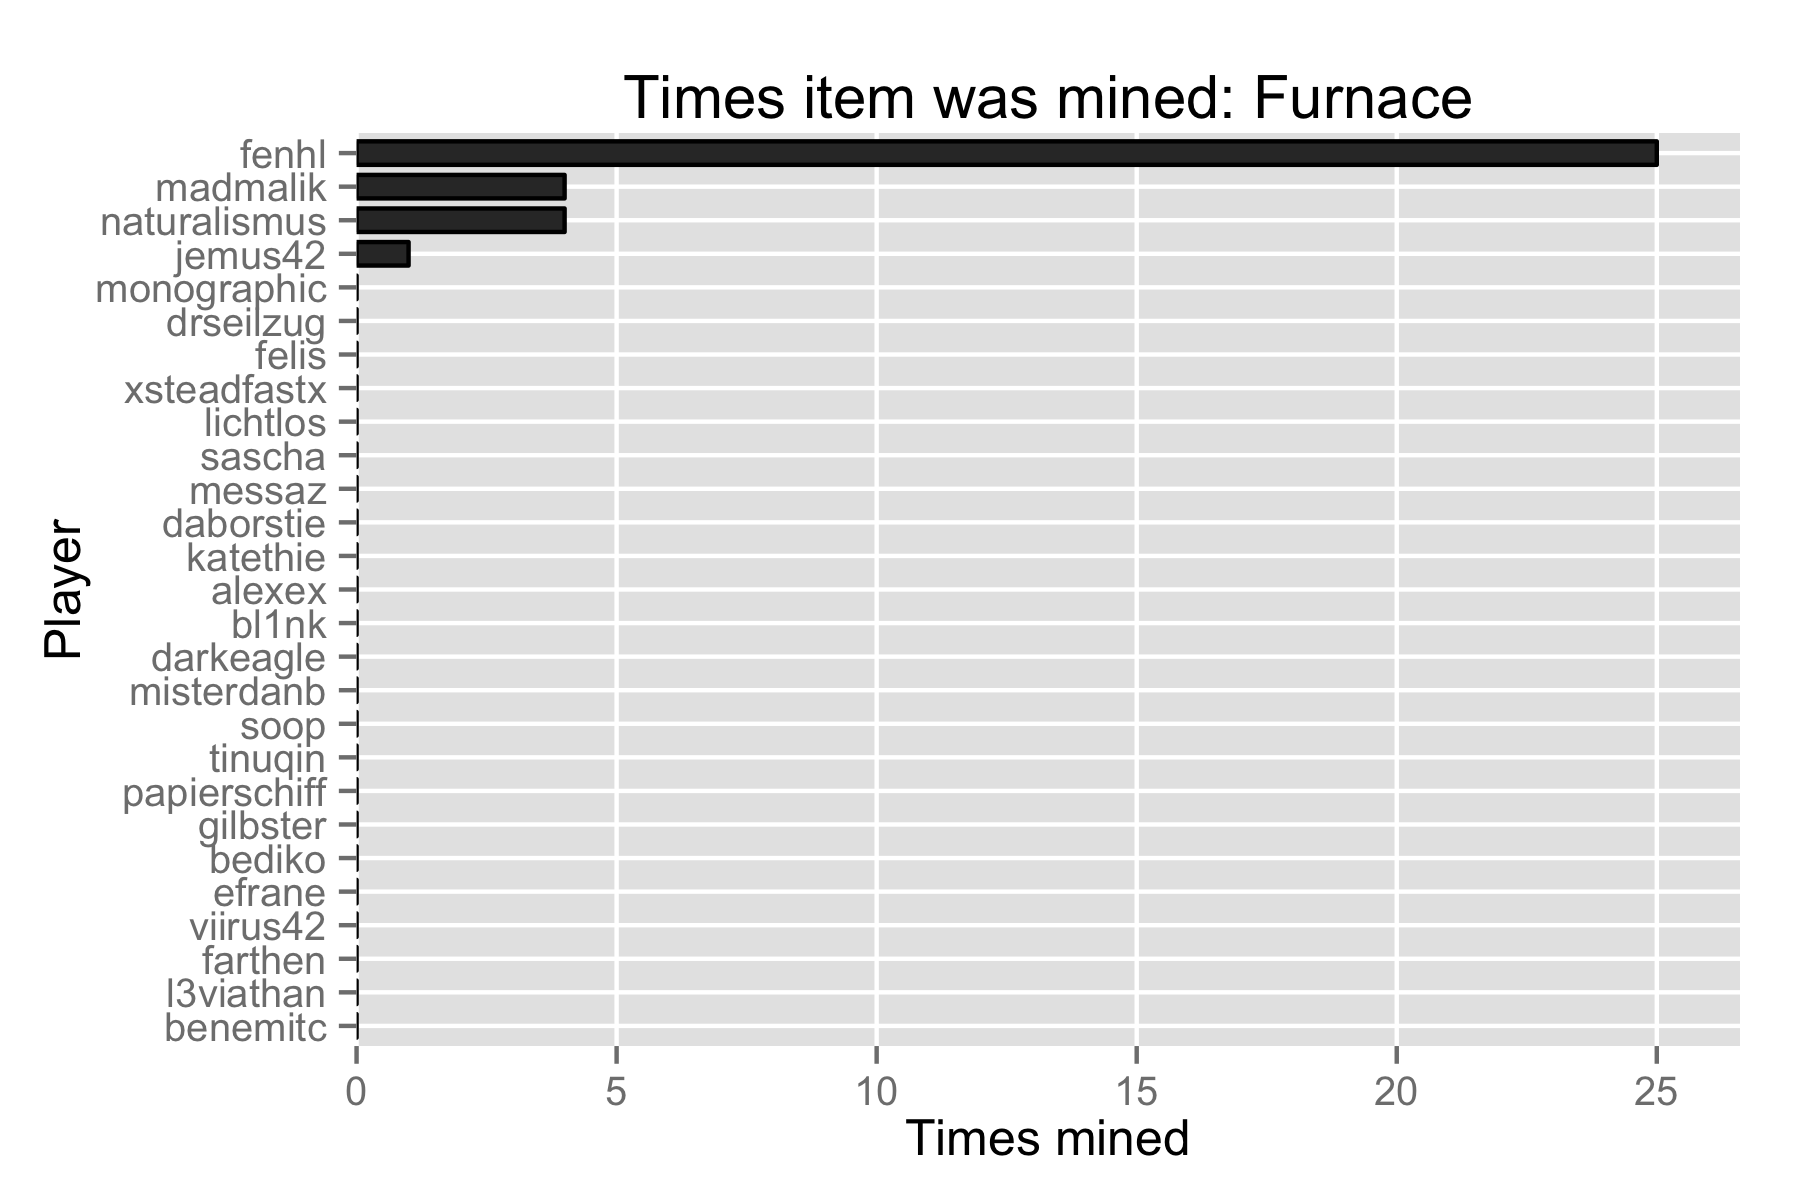 Times item was mined: Furnace
fenhl
madmalik
naturalismus
jemus42
monographic
drseilzug
felis
xsteadfastx
lichtlos
sascha
messaz
daborstie
katethie
alexex
bl1nk
darkeagle
misterdanb
soop
tinuqin
papierschiff
gilbster
bediko
efrane
viirus42
farthen
l3viathan
benemitc
Player
0 5 10 15 20 25
Times mined